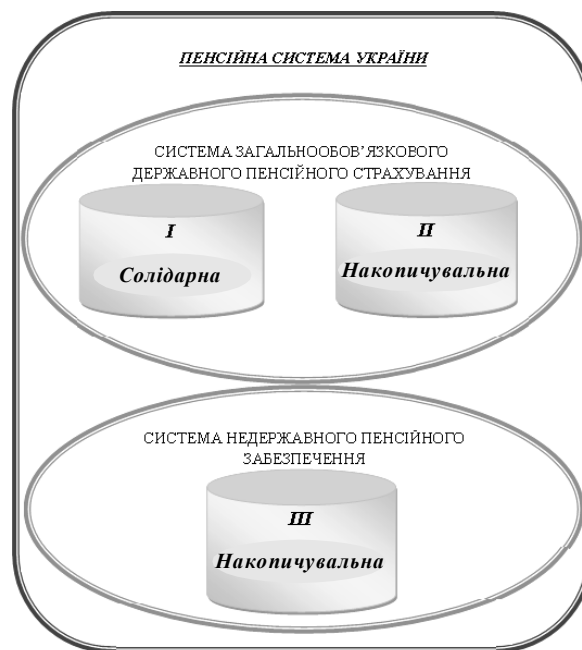 ПЕНСІЙНА СИСТЕМА УКРАЇНИ
СИСТЕМА ЗАГАЛЬНООБОВ’ЯЗКОВОГО
ДЕРЖАВНОГО ПЕНСІЙНОГО СТРАХУВАННЯ
I
Солідарна
II
Накопичувальна
СИСТЕМА НЕДЕРЖАВНОГО ПЕНСІЙНОГО
ЗАБЕЗПЕЧЕННЯ
III
Накопичувальна